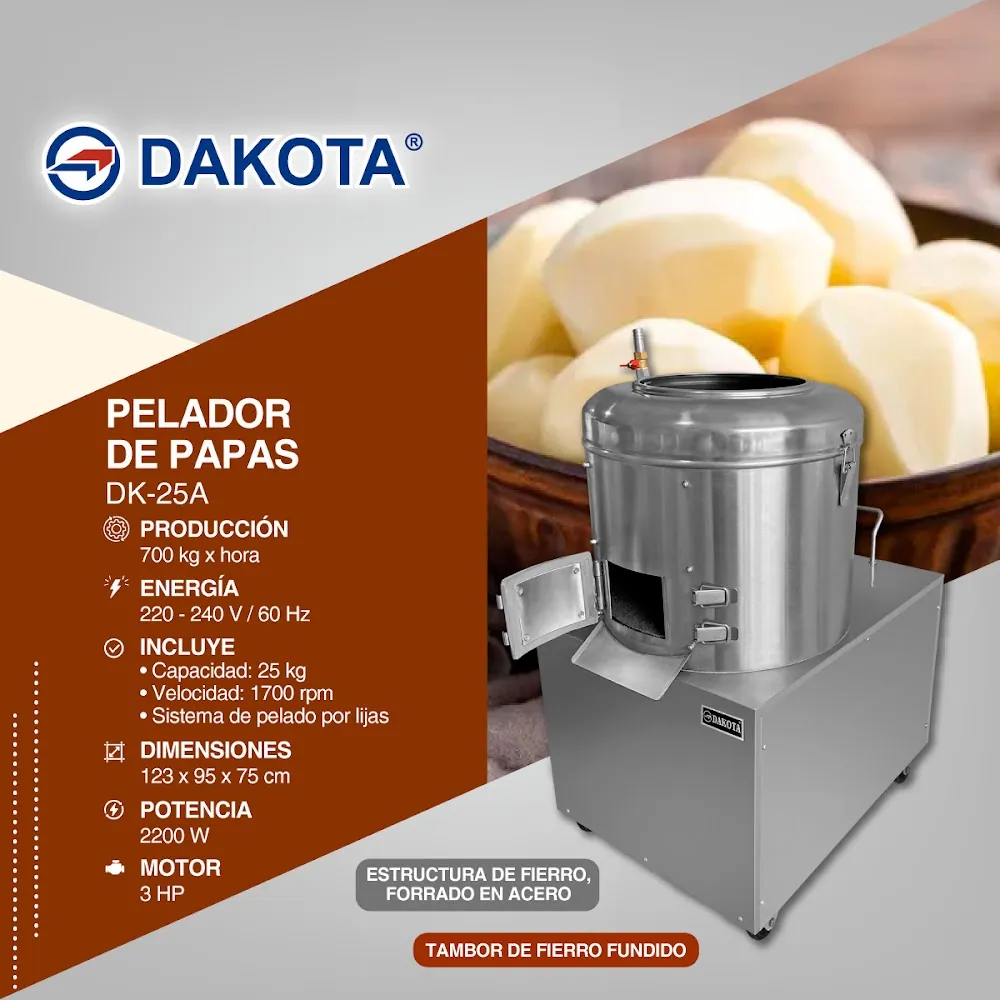 DAKOTA®
PELADOR
DE PAPAS
DK-25A
PRODUCCIÓN
700 kg x hora
ENERGÍA
220 - 240 V / 60 Hz
INCLUYE
• Capacidad: 25 kg
• Velocidad: 1700 rpm
• Sistema de pelado por lijas
DIMENSIONES
123 x 95 x 75 cm
POTENCIA
2200 W
MOTOR
3 HP
DAKOTA
ESTRUCTURA DE FIERRO,
FORRADO EN ACERO
TAMBOR DE FIERRO FUNDIDO